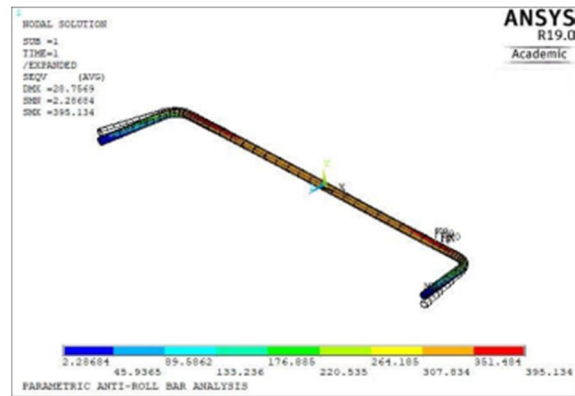 NODAL SOLUTION
SUB =1
TIME=1
/EXPANDED
SEQV (AVG)
DMX =28.7569
SMN =2.28684
SMX =395.134
ANSYS
R19.0
Academic
2.28684 89.5862 176.885 264.185 351.484
45.9365 133.236 220.535 307.834 395.134
PARAMETRIC ANTI-ROLL BAR ANALYSIS